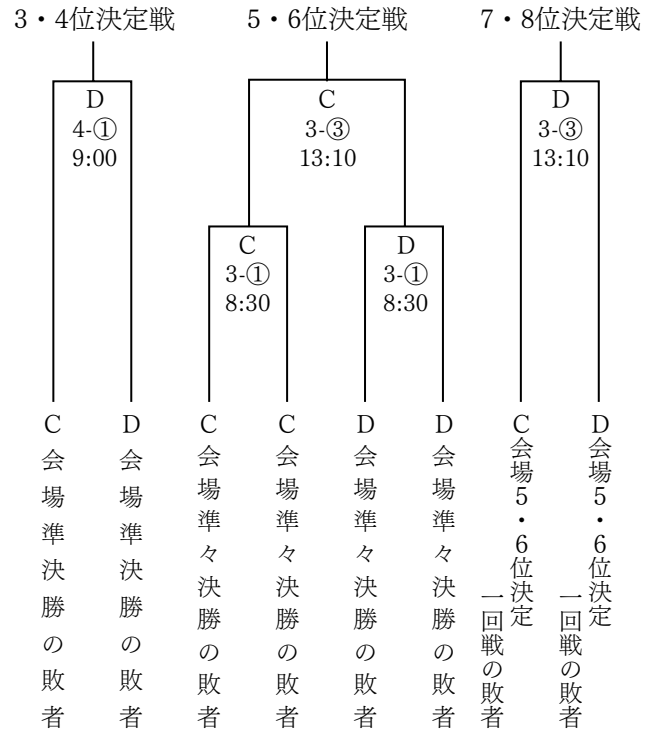 3・4位決定戦
5・6位決定戦
7・8位決定戦
D
4-①
9:00
C
3-③
13:10
D
3-③
13:10
C
3-①
8:30
D
3-①
8:30
C会場準決勝の敗者
D会場準決勝の敗者
C会場準々決勝の敗者
C会場準々決勝の敗者
D会場準々決勝の敗者
D会場準々決勝の敗者
C会場5・6位決定
一回戦の敗者
D会場5・6位決定
一回戦の敗者